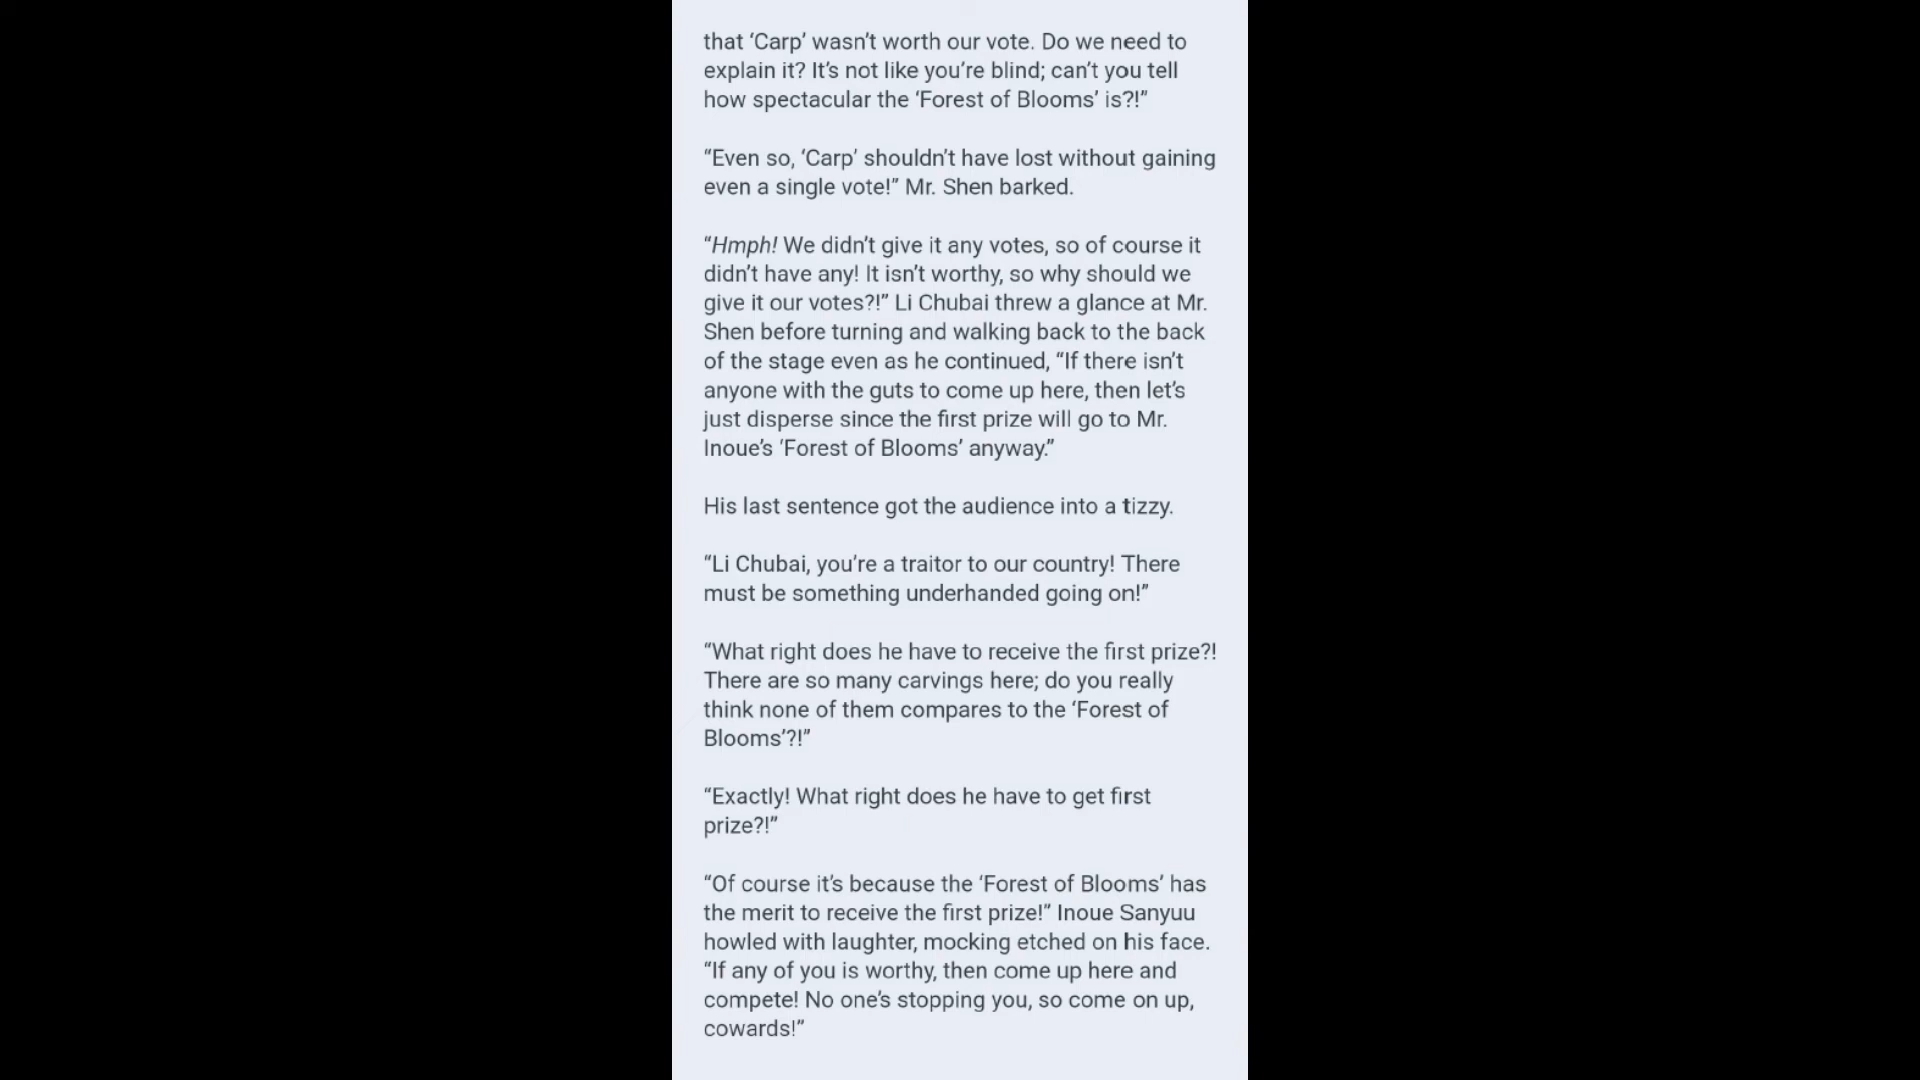 that ‘Carp’ wasn’t worth our vote. Do we need to
explain it? It’s not like you’re blind; can’t you tell
how spectacular the ‘Forest of Blooms’ is?!”
“Even so, ‘Carp’ shouldn’t have lost without gaining
even a single vote!” Mr. Shen barked.
“Hmph! We didn’t give it any votes, so of course it
didn’t have any! It isn’t worthy, so why should we
give it our votes?!” Li Chubai threw a glance at Mr.
Shen before turning and walking back to the back
of the stage even as he continued, “If there isn’t
anyone with the guts to come up here, then let’s
just disperse since the first prize will go to Mr.
Inoue’s ‘Forest of Blooms’ anyway.”
His last sentence got the audience into a tizzy.
“Li Chubai, you’re a traitor to our country! There
must be something underhanded going on!”
“What right does he have to receive the first prize?!
There are so many carvings here; do you really
think none of them compares to the ‘Forest of
Blooms’?!”
“Exactly! What right does he have to get first
prize?!”
“Of course it’s because the ‘Forest of Blooms’ has
the merit to receive the first prize!” Inoue Sanyuu
howled with laughter, mocking etched on his face.
“If any of you is worthy, then come up here and
compete! No one’s stopping you, so come on up,
cowards!”